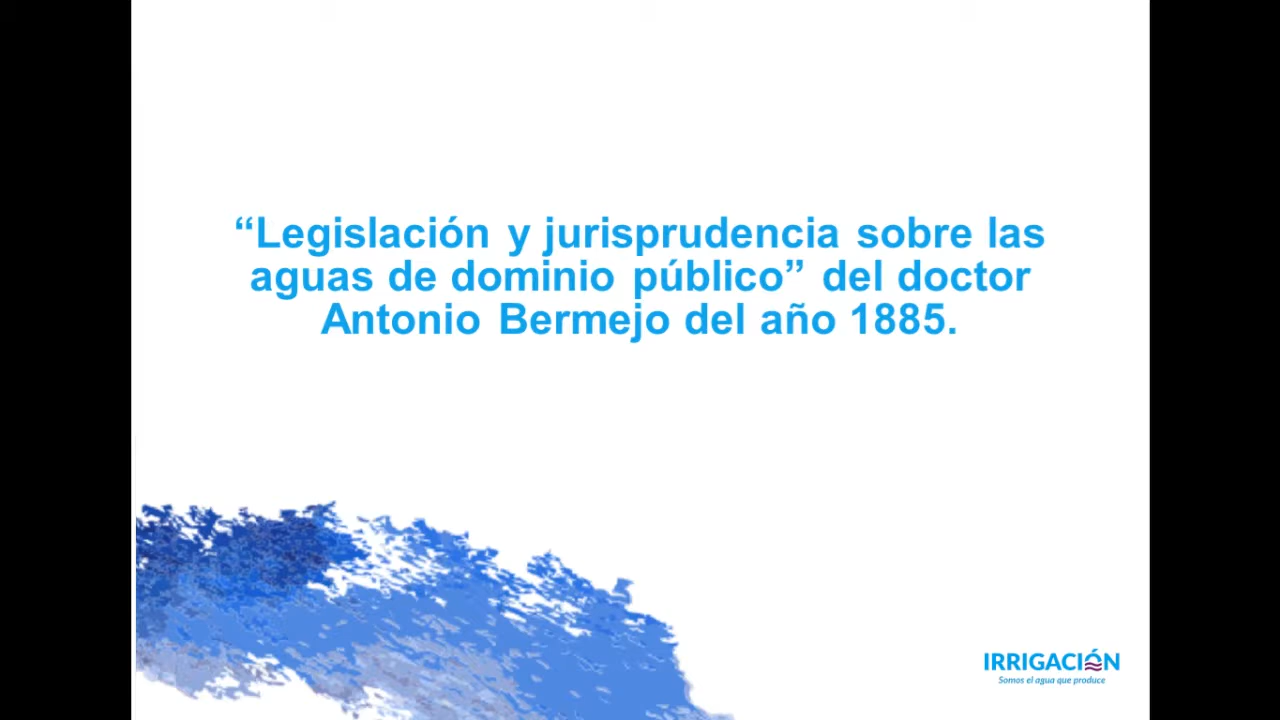 “Legislación y jurisprudencia sobre las
aguas de dominio público” del doctor
Antonio Bermejo del año 1885.
IRRIGACIÓN
Somos el agua que produce